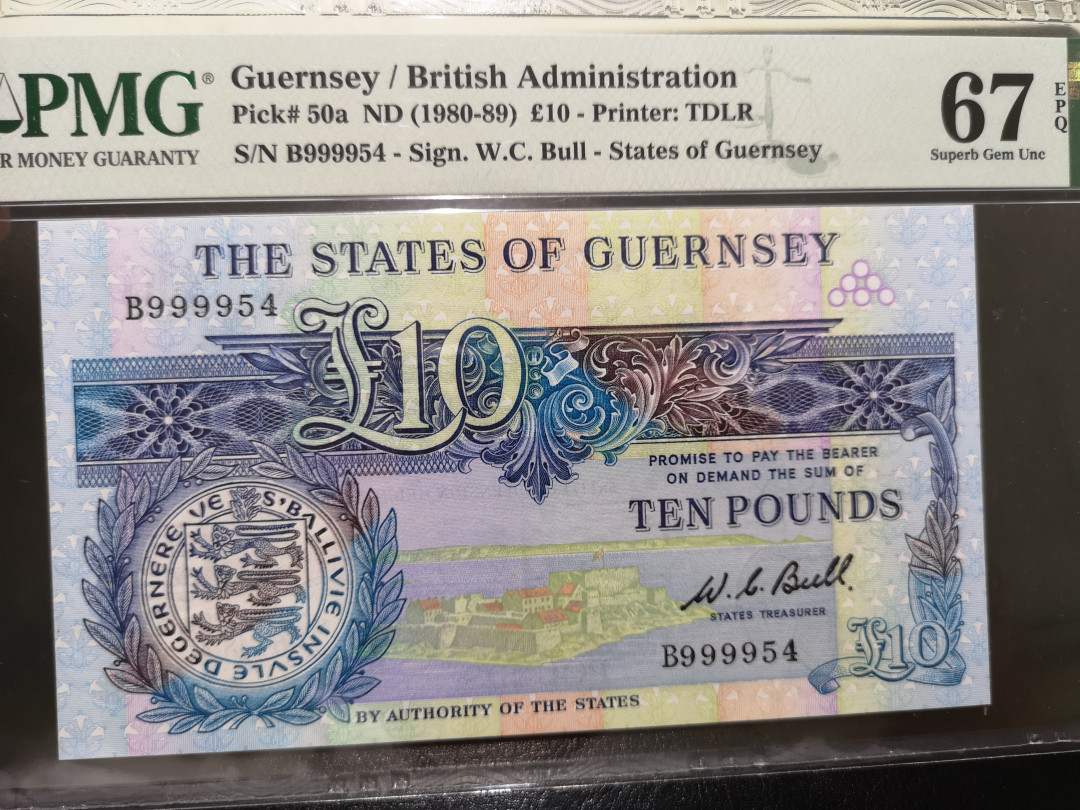 PMG®
R MONEY GUARANTY
Guernsey / British Administration
Pick# 50a ND (1980-89) £10 - Printer: TDLR
S/N B999954 - Sign. W.C. Bull - States of Guernsey
67
EPQ
Superb Gem Unc
THE STATES OF GUERNSEY
B999954
£10
PROMISE TO PAY THE BEARER
ON DEMAND THE SUM OF
TEN POUNDS
W. C. Bull
STATES TREASURER
B999954
£10
S'BALLIVIE INSVLE DEGERNERE VE
BY AUTHORITY OF THE STATES